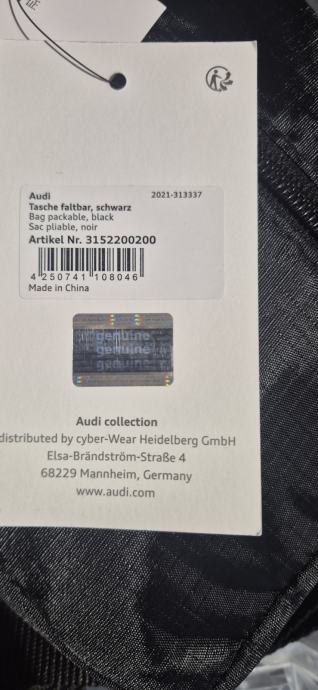 证
Audi 2021-313337
Tasche faltbar, schwarz
Bag packable, black
Sac pliable, noir
Artikel Nr. 3152200200
4 250741 108046
Made in China
genuine
genuine
genuine
Audi collection
distributed by cyber-Wear Heidelberg GmbH
Elsa-Brändström-Straße 4
68229 Mannheim, Germany
www.audi.com